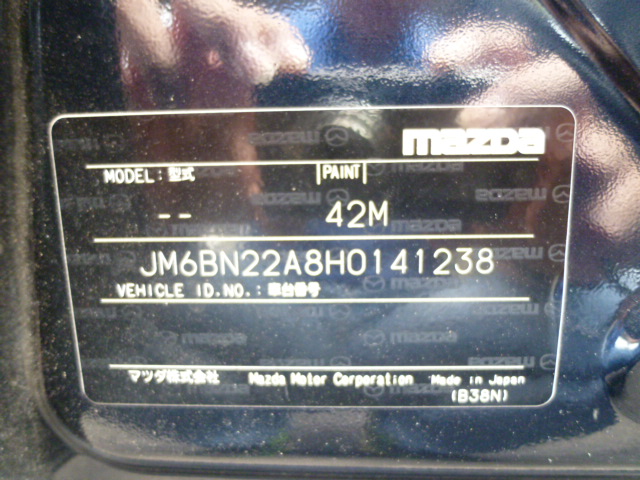 mazda
MODEL: 型式 PAINT
-- 42M
JM6BN22A8H0141238
VEHICLE ID.NO.: 車台番号
マツダ株式会社 Mazda Motor Corporation Made in Japan
(B38N)